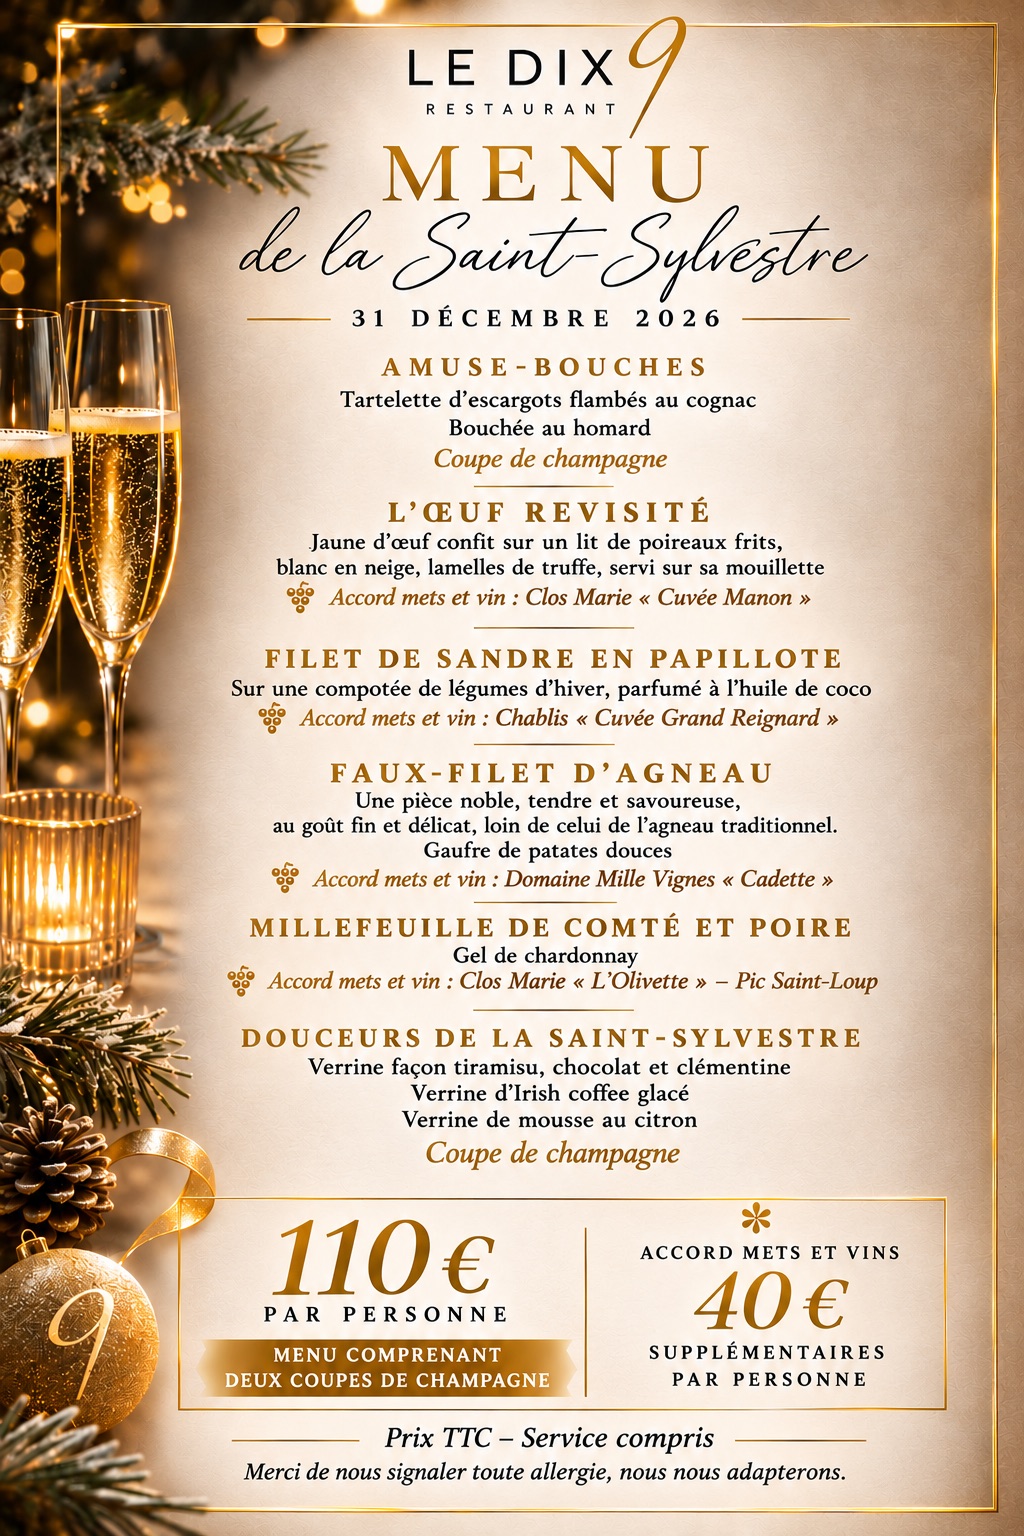 LE DIX 9
RESTAURANT
MENU
de la Saint-Sylvestre
31 DÉCEMBRE 2026
AMUSE-BOUCHES
Tartelette d’escargots flambés au cognac
Bouchée au homard
Coupe de champagne
L’ŒUF REVISITÉ
Jaune d’œuf confit sur un lit de poireaux frits,
blanc en neige, lamelles de truffe, servi sur sa mouillette
Accord mets et vin : Clos Marie « Cuvée Manon »
FILET DE SANDRE EN PAPILLOTE
Sur une compotée de légumes d’hiver, parfumé à l’huile de coco
Accord mets et vin : Chablis « Cuvée Grand Reignard »
FAUX-FILET D’AGNEAU
Une pièce noble, tendre et savoureuse,
au goût fin et délicat, loin de celui de l’agneau traditionnel.
Gaufre de patates douces
Accord mets et vin : Domaine Mille Vignes « Cadette »
MILLEFEUILLE DE COMTÉ ET POIRE
Gel de chardonnay
Accord mets et vin : Clos Marie « L’Olivette » – Pic Saint-Loup
DOUCEURS DE LA SAINT-SYLVESTRE
Verrine façon tiramisu, chocolat et clémentine
Verrine d’Irish coffee glacé
Verrine de mousse au citron
Coupe de champagne
110 €
PAR PERSONNE
MENU COMPRENANT
DEUX COUPES DE CHAMPAGNE
ACCORD METS ET VINS
40 €
SUPPLÉMENTAIRES
PAR PERSONNE
9
Prix TTC – Service compris
Merci de nous signaler toute allergie, nous nous adapterons.